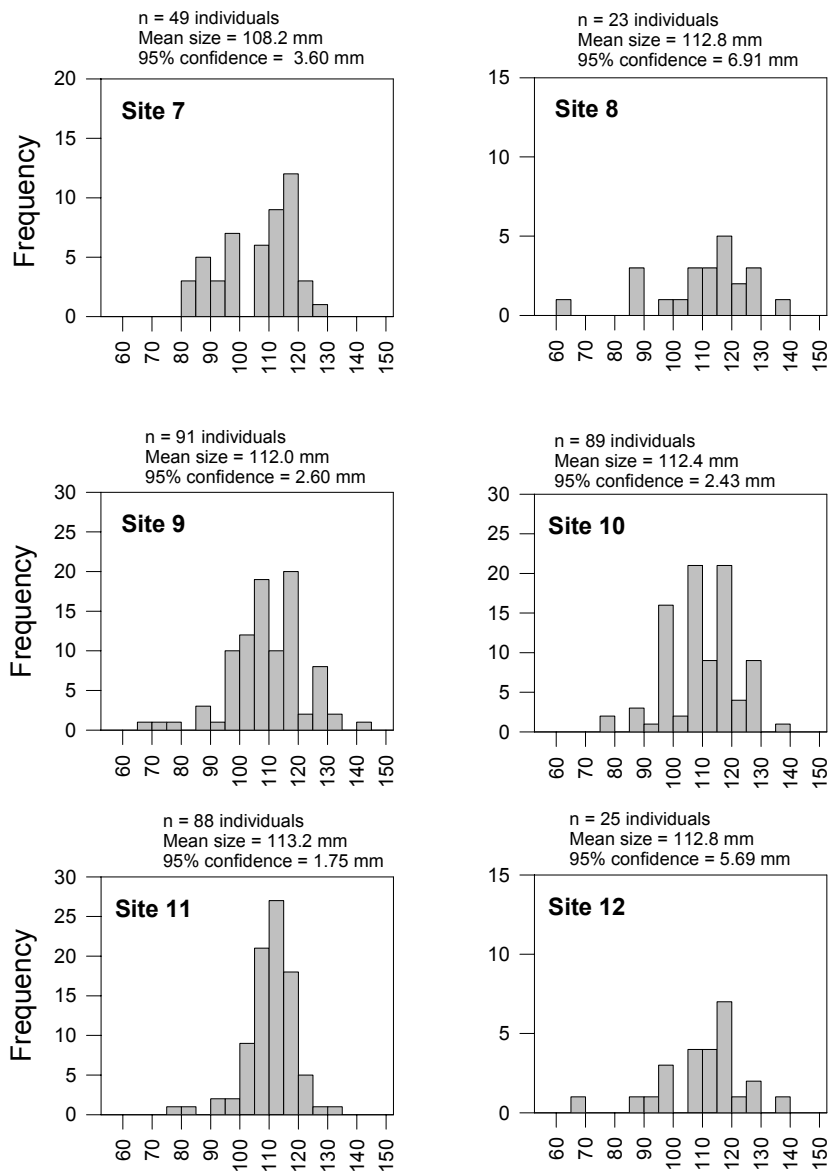 n = 49 individuals
Mean size = 108.2 mm
95% confidence =  3.60 mm
Site 7
Frequency
20
15
10
5
0
60 70 80 90 100 110 120 130 140 150
n = 23 individuals
Mean size = 112.8 mm
95% confidence = 6.91 mm
Site 8
15
10
5
0
60 70 80 90 100 110 120 130 140 150
n = 91 individuals
Mean size = 112.0 mm
95% confidence = 2.60 mm
Site 9
Frequency
30
25
20
15
10
5
0
60 70 80 90 100 110 120 130 140 150
n = 89 individuals
Mean size = 112.4 mm
95% confidence = 2.43 mm
Site 10
30
25
20
15
10
5
0
60 70 80 90 100 110 120 130 140 150
n = 88 individuals
Mean size = 113.2 mm
95% confidence = 1.75 mm
Site 11
Frequency
30
25
20
15
10
5
0
60 70 80 90 100 110 120 130 140 150
n = 25 individuals
Mean size = 112.8 mm
95% confidence = 5.69 mm
Site 12
15
10
5
0
60 70 80 90 100 110 120 130 140 150